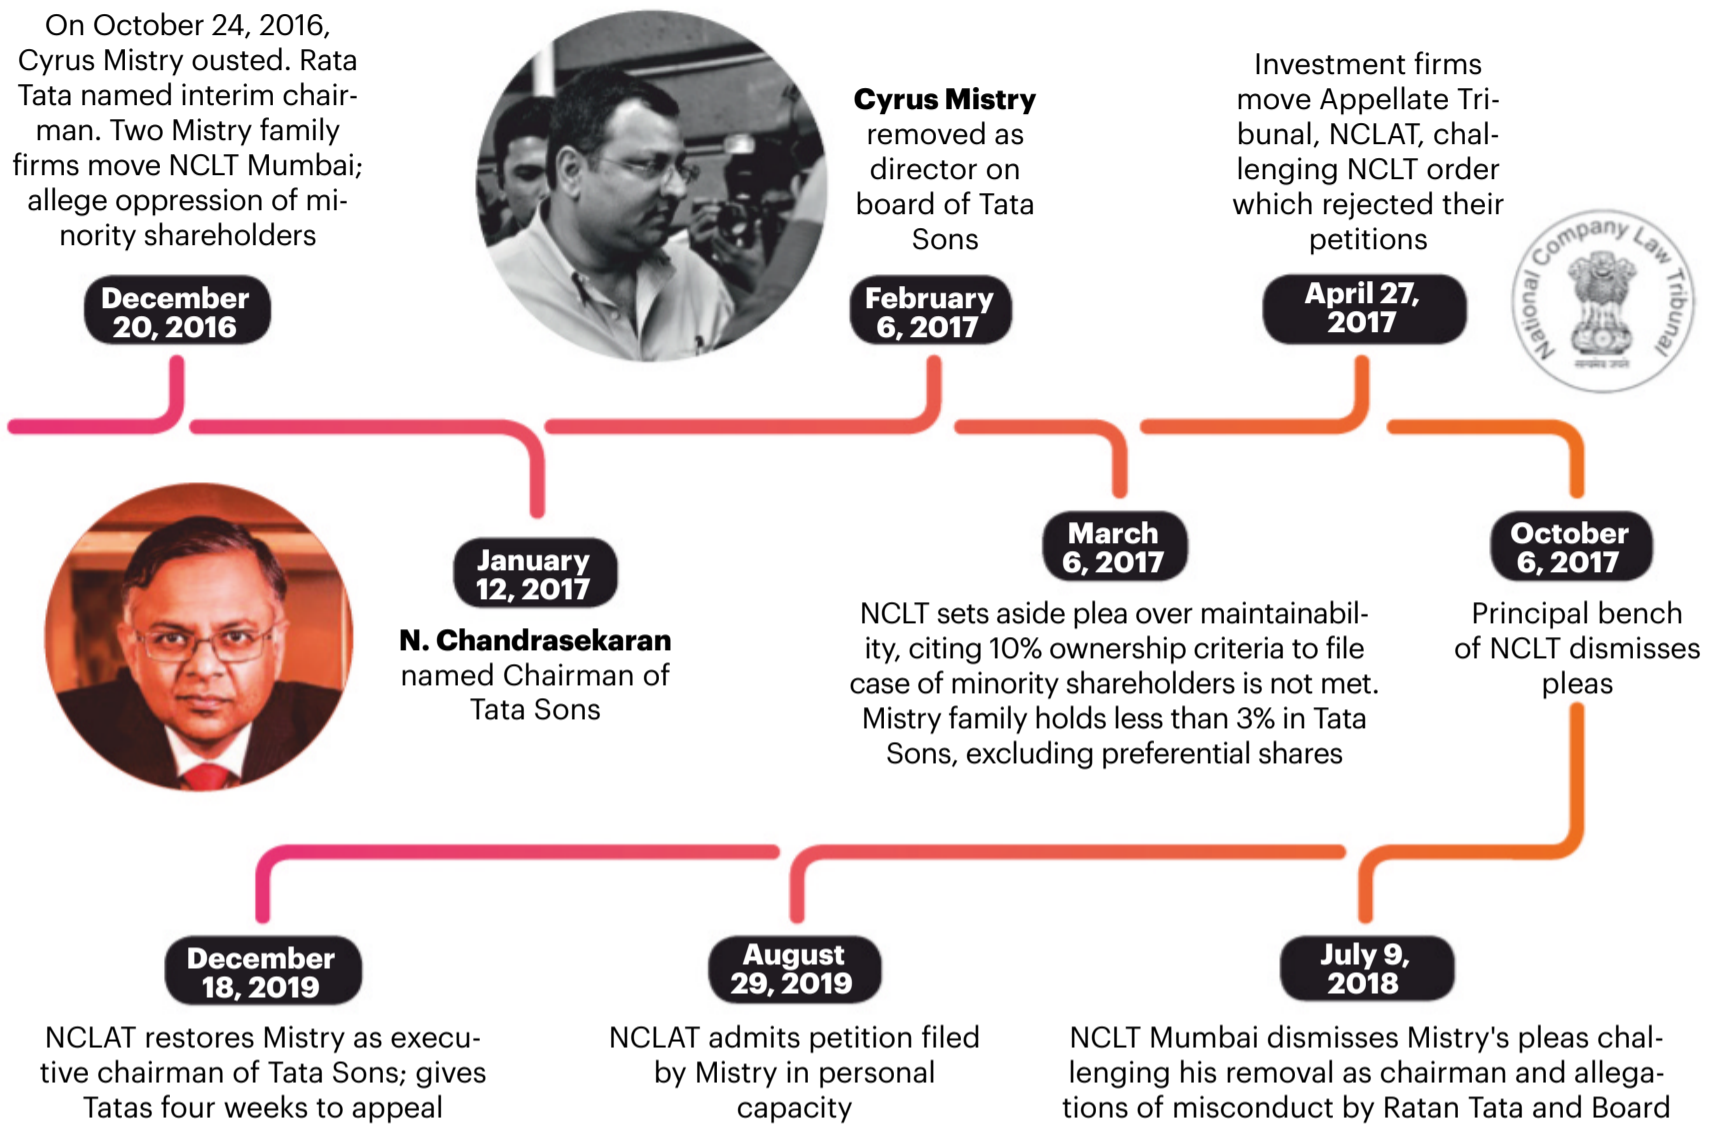 On October 24, 2016,
Cyrus Mistry ousted. Rata
Tata named interim chair-
man. Two Mistry family
firms move NCLT Mumbai;
allege oppression of mi-
nority shareholders
December
20, 2016
Cyrus Mistry
removed as
director on
board of Tata
Sons
February
6, 2017
Investment firms
move Appellate Tri-
bunal, NCLAT, chal-
lenging NCLT order
which rejected their
petitions
April 27,
2017
National Company Law Tribunal
सत्यमेव जयते
January
12, 2017
N. Chandrasekaran
named Chairman of
Tata Sons
March
6, 2017
NCLT sets aside plea over maintainabil-
ity, citing 10% ownership criteria to file
case of minority shareholders is not met.
Mistry family holds less than 3% in Tata
Sons, excluding preferential shares
October
6, 2017
Principal bench
of NCLT dismisses
pleas
December
18, 2019
NCLAT restores Mistry as execu-
tive chairman of Tata Sons; gives
Tatas four weeks to appeal
August
29, 2019
NCLAT admits petition filed
by Mistry in personal
capacity
July 9,
2018
NCLT Mumbai dismisses Mistry's pleas chal-
lenging his removal as chairman and allega-
tions of misconduct by Ratan Tata and Board